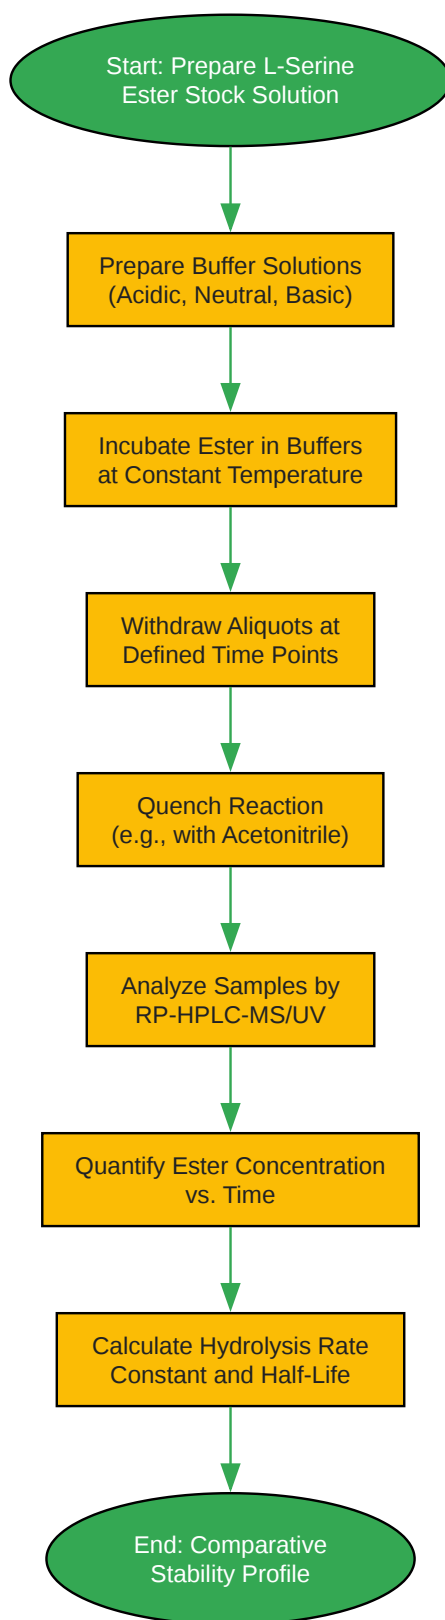 Start: Prepare L-Serine
Ester Stock Solution
Prepare Buffer Solutions
(Acidic, Neutral, Basic)
Incubate Ester in Buffers
at Constant Temperature
Withdraw Aliquots at
Defined Time Points
Quench Reaction
(e.g., with Acetonitrile)
Analyze Samples by
RP-HPLC-MS/UV
Quantify Ester Concentration
vs. Time
Calculate Hydrolysis Rate
Constant and Half-Life
End: Comparative
Stability Profile